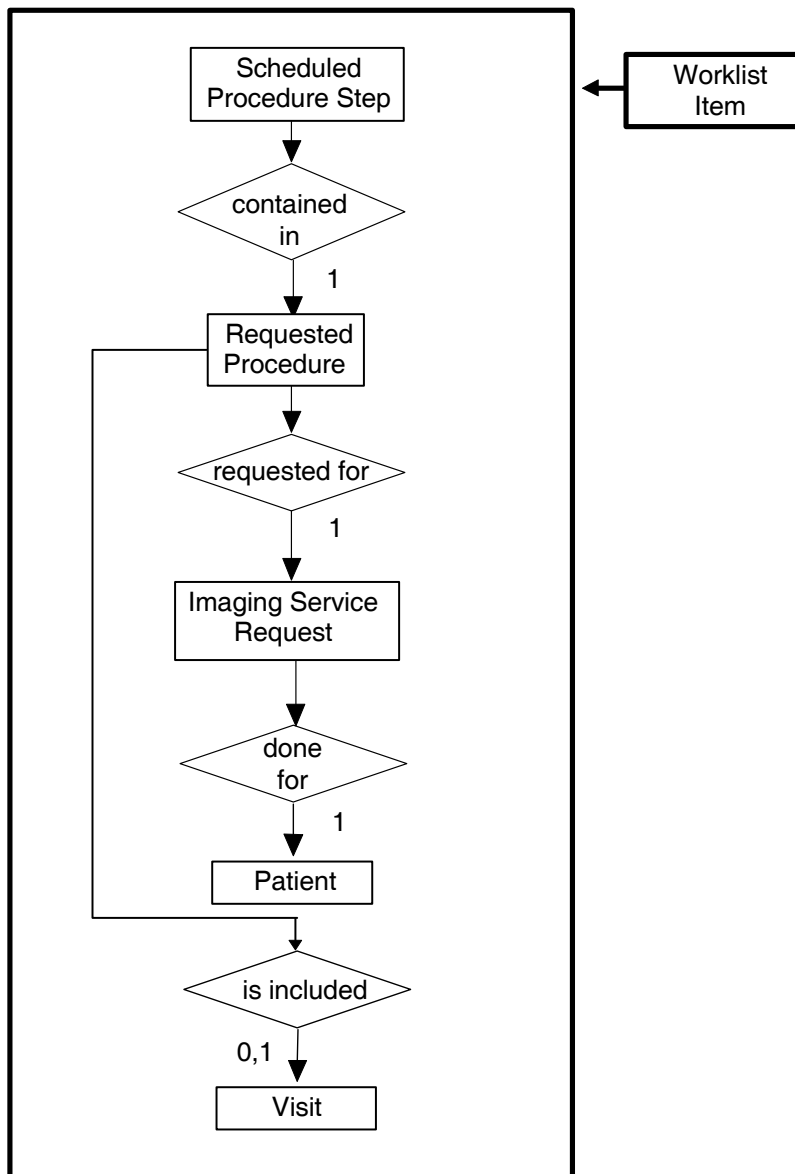 Scheduled
Procedure Step
Worklist
Item
contained
in
1
Requested
Procedure
requested for
1
Imaging Service
Request
done
for
1
Patient
is included
0,1
Visit